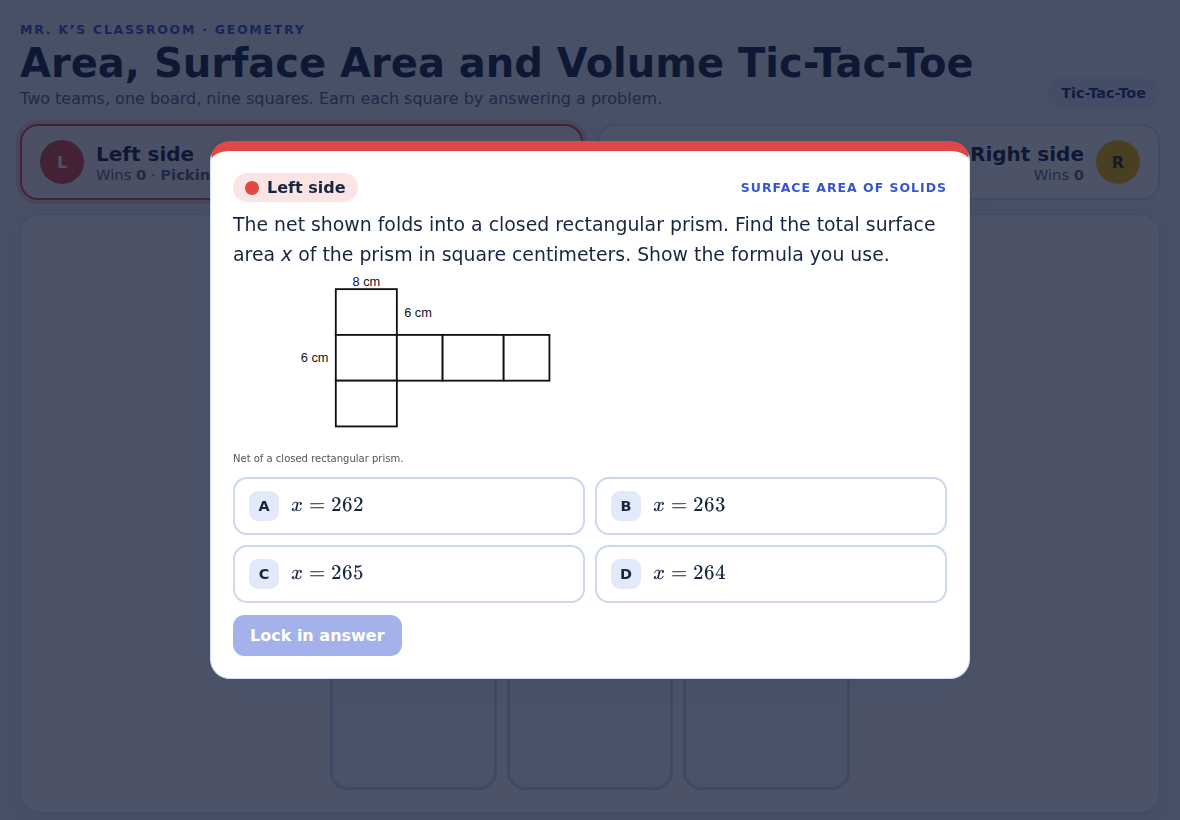 MR. K’S CLASSROOM · GEOMETRY
Area, Surface Area and Volume Tic-Tac-Toe
Two teams, one board, nine squares. Earn each square by answering a problem.
Tic-Tac-Toe
L
Left side
Wins 0 · Pickin
Right side
Wins 0
R
Left side
SURFACE AREA OF SOLIDS
The net shown folds into a closed rectangular prism. Find the total surface
area x of the prism in square centimeters. Show the formula you use.
8 cm
6 cm
6 cm
Net of a closed rectangular prism.
A x = 262
B x = 263
C x = 265
D x = 264
Lock in answer